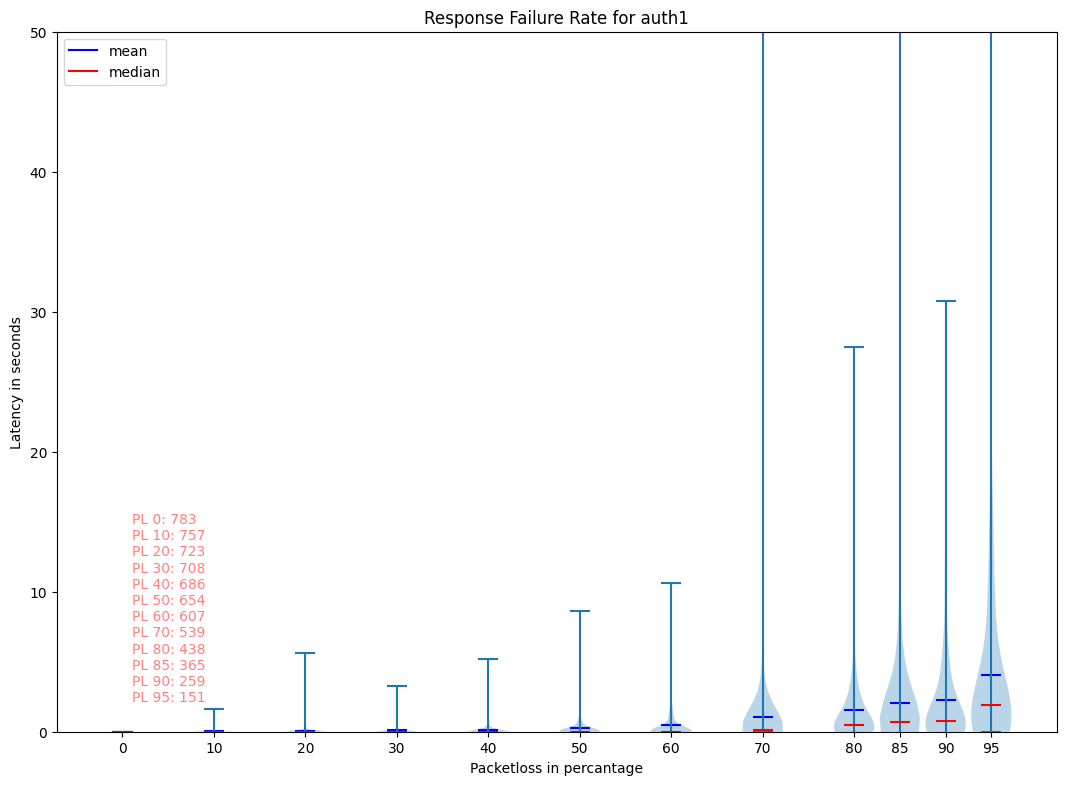 Response Failure Rate for auth1
mean
median
50
40
30
20
10
0
Latency in seconds
PL 0: 783
PL 10: 757
PL 20: 723
PL 30: 708
PL 40: 686
PL 50: 654
PL 60: 607
PL 70: 539
PL 80: 438
PL 85: 365
PL 90: 259
PL 95: 151
0 10 20 30 40 50 60 70 80 85 90 95
Packetloss in percantage